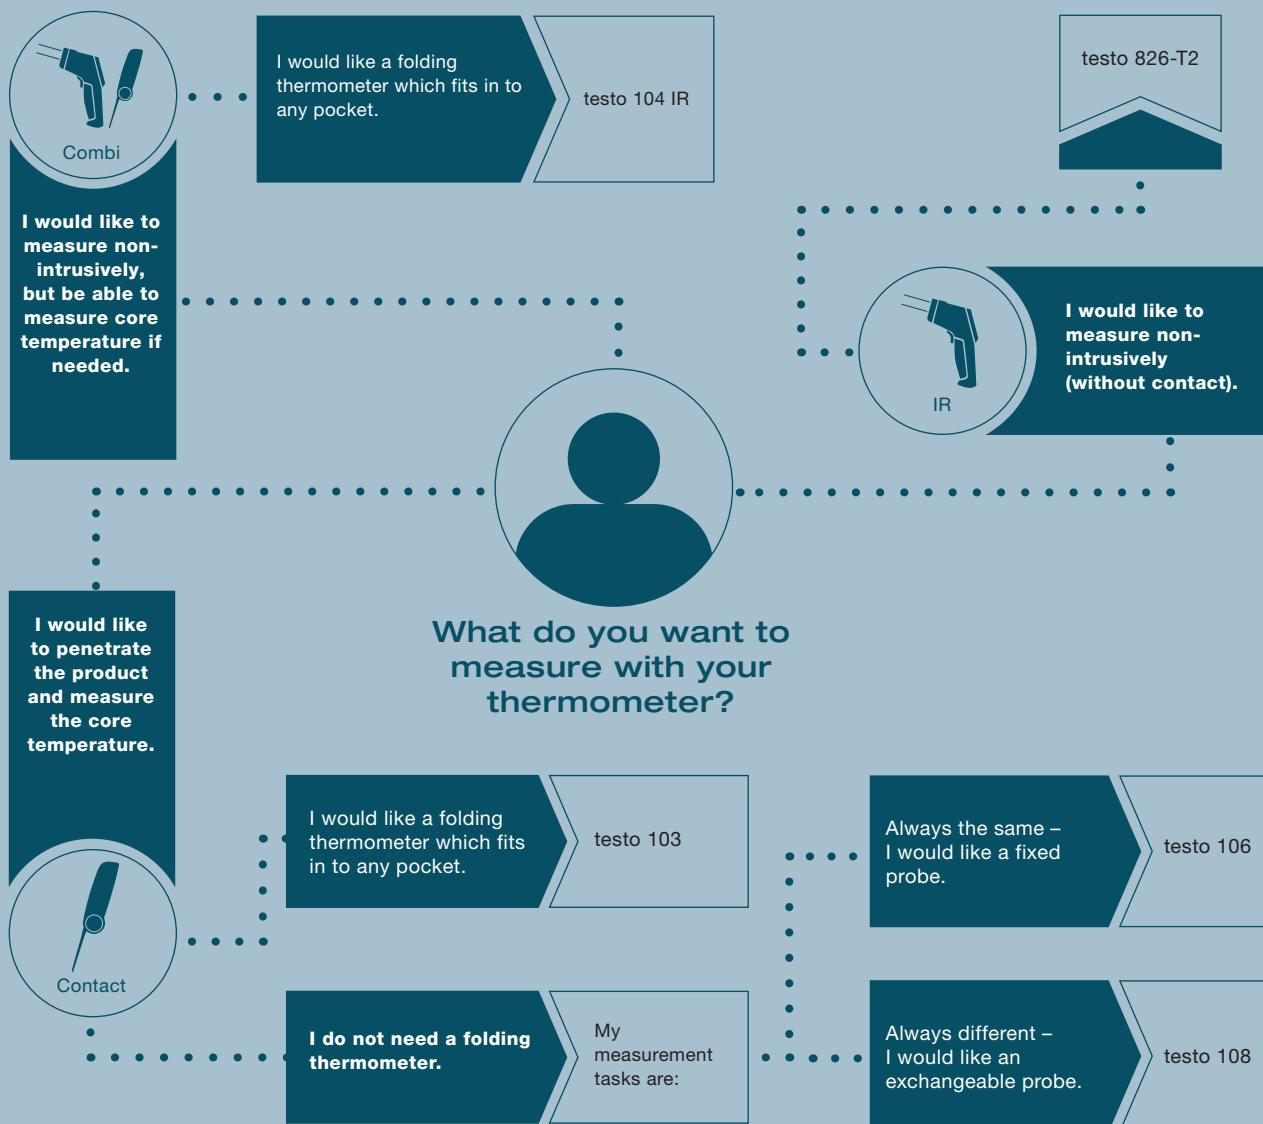 Combi
I would like a folding
thermometer which fits in to
any pocket.
testo 104 IR
testo 826-T2
I would like to
measure non-
intrusively,
but be able to
measure core
temperature if
needed.
IR
I would like to
measure non-
intrusively
(without contact).
What do you want to
measure with your
thermometer?
I would like
to penetrate
the product
and measure
the core
temperature.
Contact
I would like a folding
thermometer which fits
in to any pocket.
testo 103
I do not need a folding
thermometer.
My
measurement
tasks are:
Always the same –
I would like a fixed
probe.
testo 106
Always different –
I would like an
exchangeable probe.
testo 108